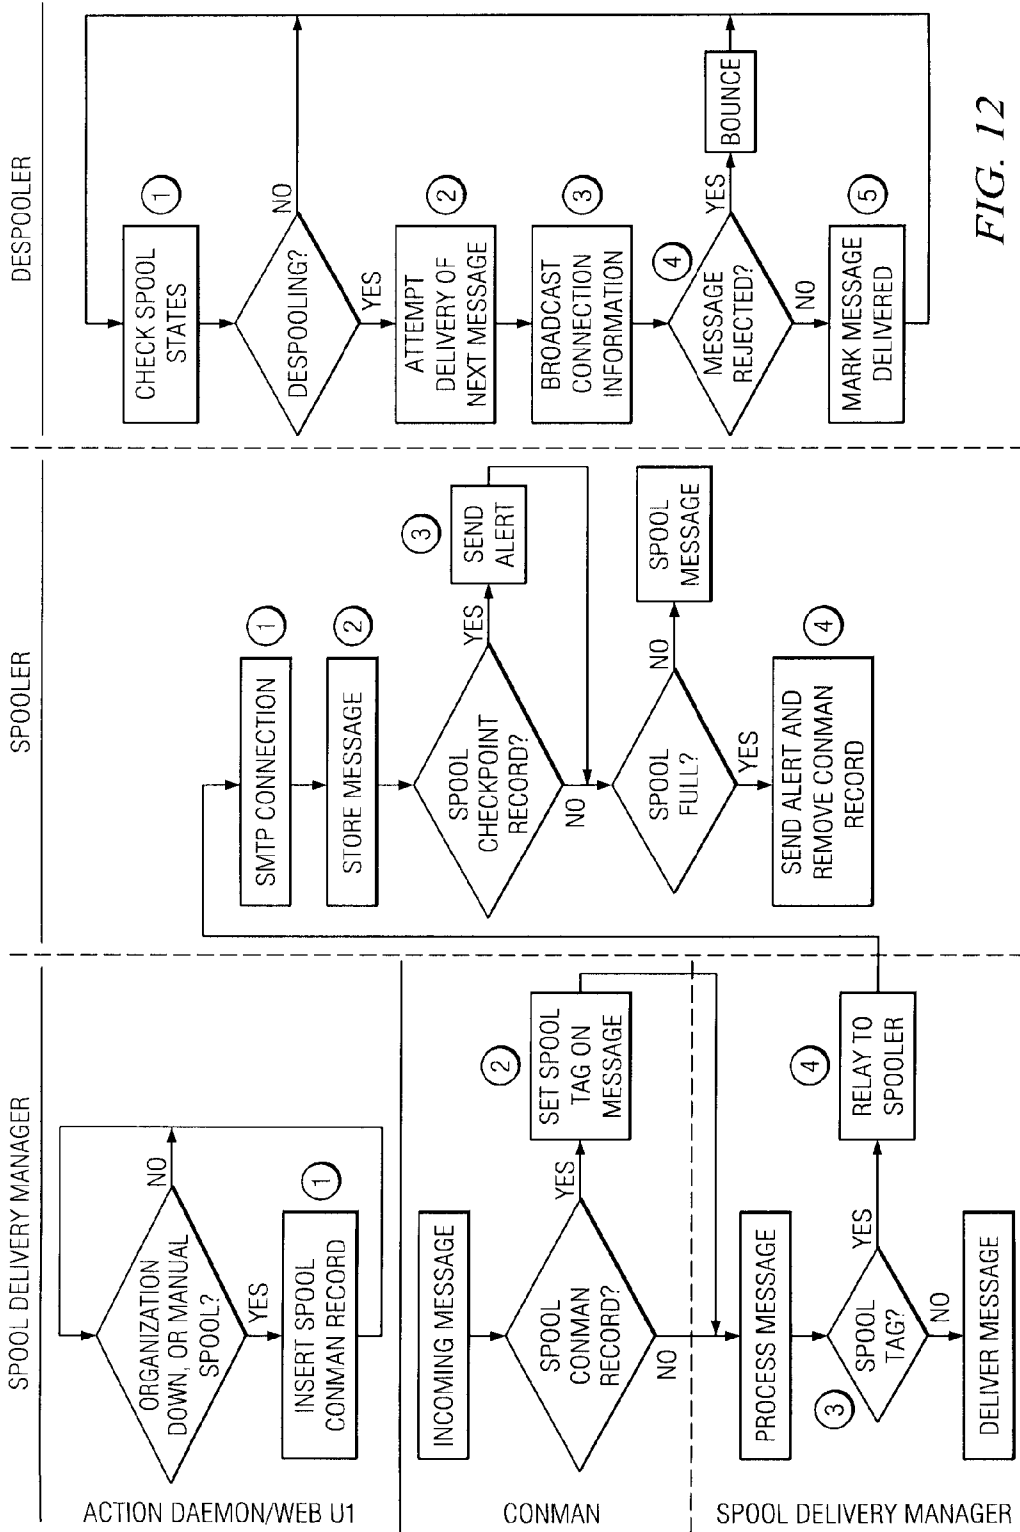 SPOOL DELIVERY MANAGER
ACTION DAEMON/WEB U1
ORGANIZATION
DOWN, OR MANUAL
SPOOL?
NO
YES
1
INSERT SPOOL
CONMAN RECORD
CONMAN
INCOMING MESSAGE
SPOOL
CONMAN
RECORD?
YES
NO
2
SET SPOOL
TAG ON
MESSAGE
SPOOL DELIVERY MANAGER
PROCESS MESSAGE
3
SPOOL
TAG?
YES
NO
4
RELAY TO
SPOOLER
DELIVER MESSAGE
SPOOLER
SMTP CONNECTION
1
STORE MESSAGE
2
SPOOL
CHECKPOINT
RECORD?
YES
NO
3
SEND
ALERT
SPOOL
FULL?
NO
YES
SPOOL
MESSAGE
SEND ALERT AND
REMOVE CONMAN
RECORD
4
DESPOOLER
CHECK SPOOL
STATES
1
DESPOOLING?
NO
YES
ATTEMPT
DELIVERY OF
NEXT MESSAGE
2
BROADCAST
CONNECTION
INFORMATION
3
4
MESSAGE
REJECTED?
YES
NO
BOUNCE
MARK MESSAGE
DELIVERED
5
FIG. 12